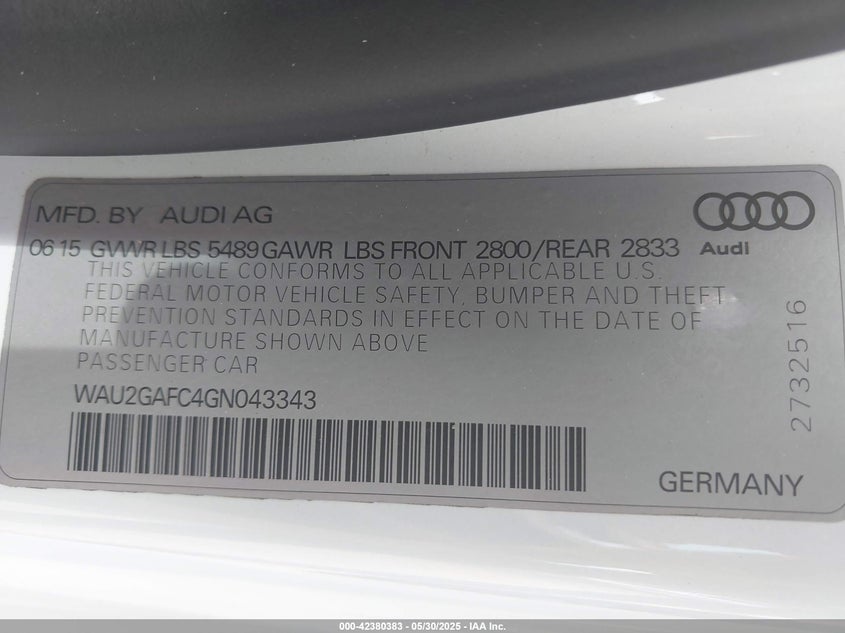 MFD. BY AUDI AG
Audi
06 15 GVWR LBS 5489 GAWR LBS FRONT 2800/REAR 2833
THIS VEHICLE CONFORMS TO ALL APPLICABLE U.S.
FEDERAL MOTOR VEHICLE SAFETY, BUMPER AND THEFT
PREVENTION STANDARDS IN EFFECT ON THE DATE OF
MANUFACTURE SHOWN ABOVE
PASSENGER CAR
WAU2GAFC4GN043343
2732516
GERMANY
000-42380383 - 05/30/2025 - IAA Inc.